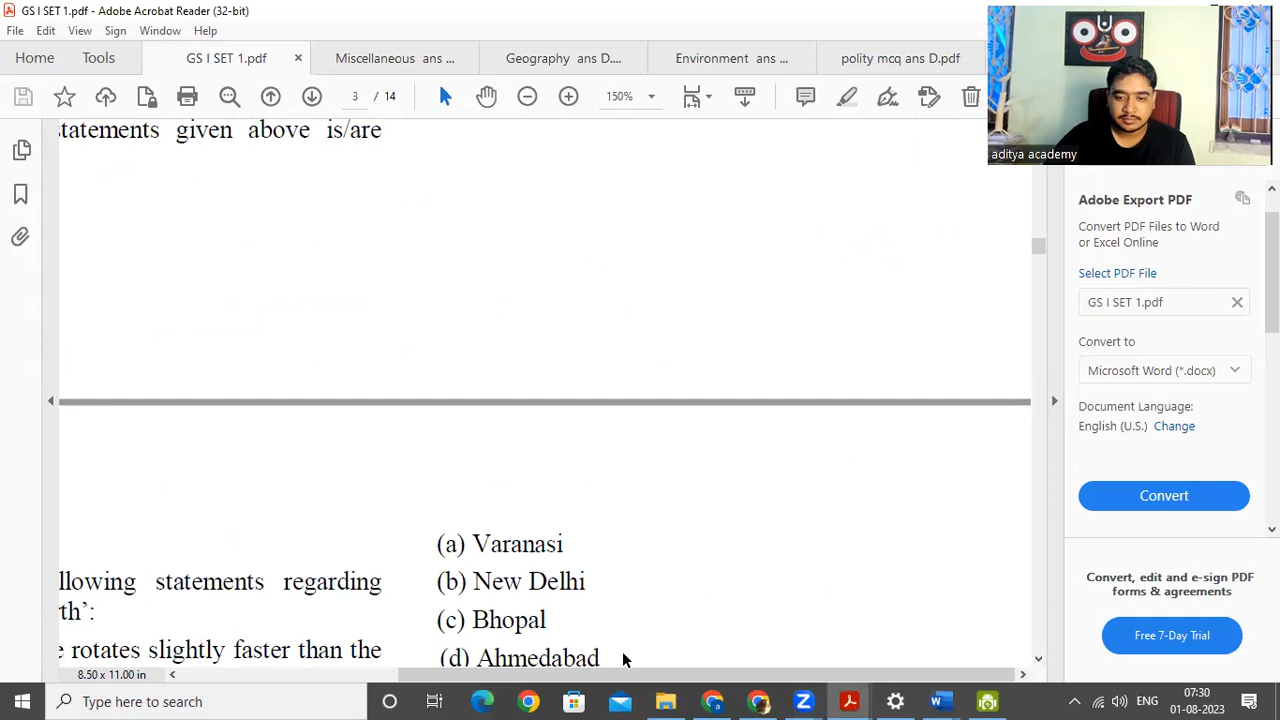 GS I SET 1.pdf - Adobe Acrobat Reader (32-bit)
File Edit View Sign Window Help
Home Tools GS I SET 1.pdf × Miscella ans ... Geography ans D.... Environment ans ... polity mcq ans D.pdf
3 / 14 150%
aditya academy
statements given above is/are
(a) Varanasi
(b) New Delhi
llowing statements regarding
rth’:
(c) Bhopal
e rotates slightly faster than the
(d) Ahmedabad
8.50 x 11.00 in
Adobe Export PDF
Convert PDF Files to Word
or Excel Online
Select PDF File
GS I SET 1.pdf
Convert to
Microsoft Word (*.docx)
Document Language:
English (U.S.) Change
Convert
Convert, edit and e-sign PDF
forms & agreements
Free 7-Day Trial
Type here to search
ENG
07:30
01-08-2023